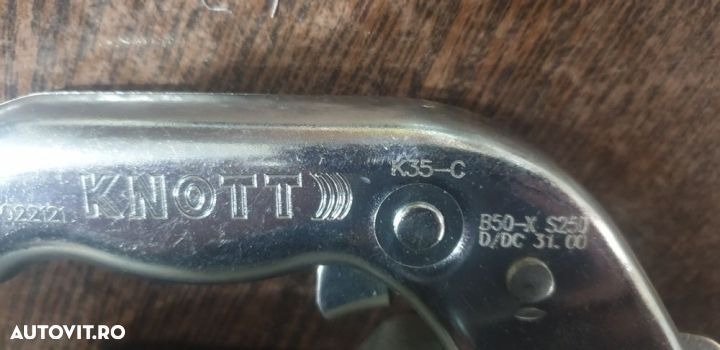 K35-C
KNOTT
022121
B50-X S250
D/DC 31.00
AUTOVIT.RO